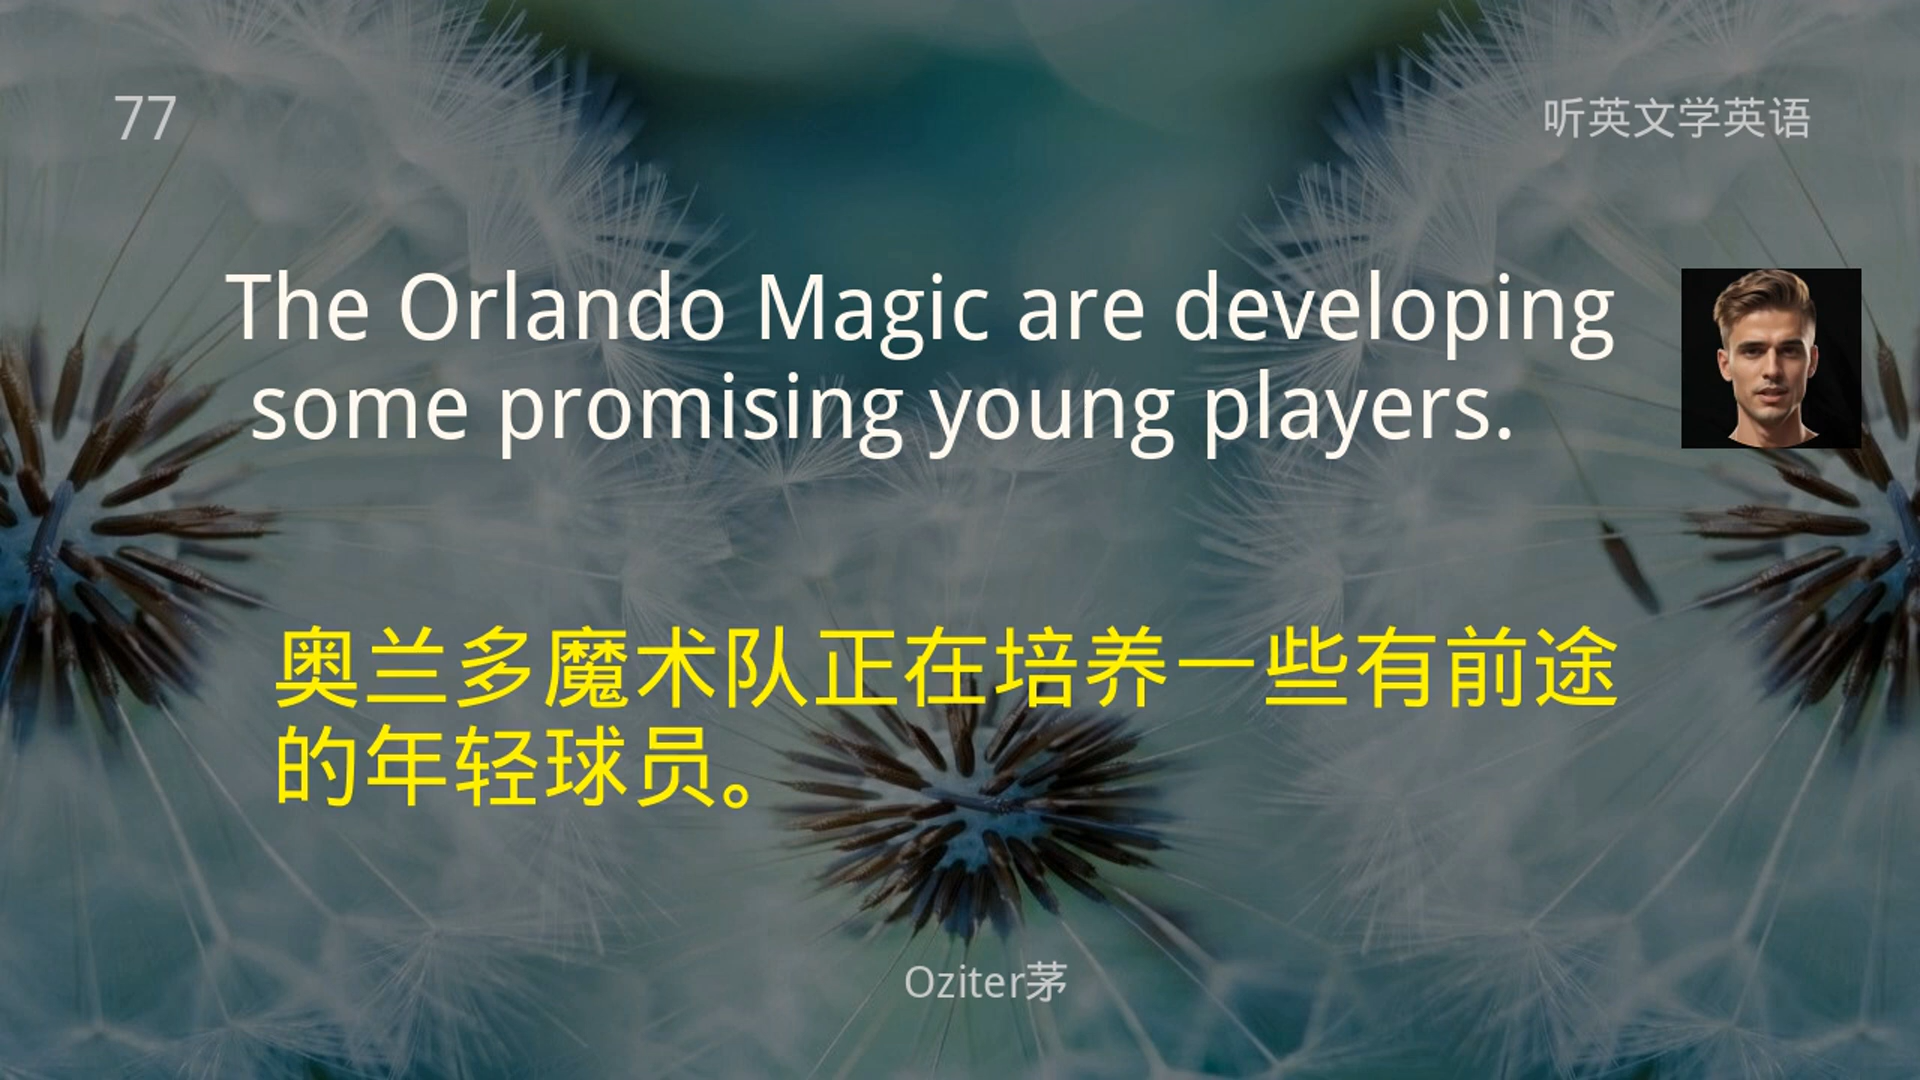 77
听英文学英语
The Orlando Magic are developing
some promising young players.
奥兰多魔术队正在培养一些有前途
的年轻球员。
Oziter茅